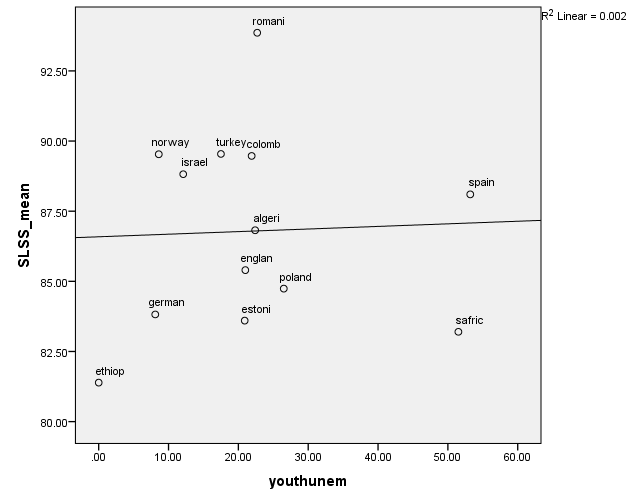 R² Linear = 0.002
romani
92.50
90.00
norway
turkey
colomb
israel
spain
87.50
algeri
SLSS_mean
englan
85.00
poland
german
estoni
safric
82.50
ethiop
80.00
.00
10.00
20.00
30.00
40.00
50.00
60.00
youthunem